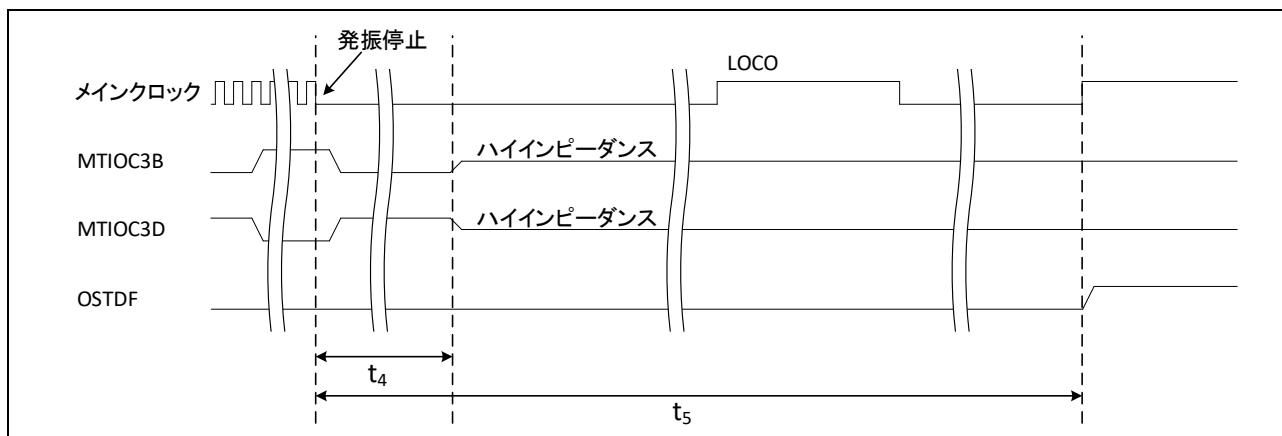 発振停止
LOCO
メインクロック
MTIOC3B
ハイインピーダンス
MTIOC3D
ハイインピーダンス
OSTDF
t4
t5